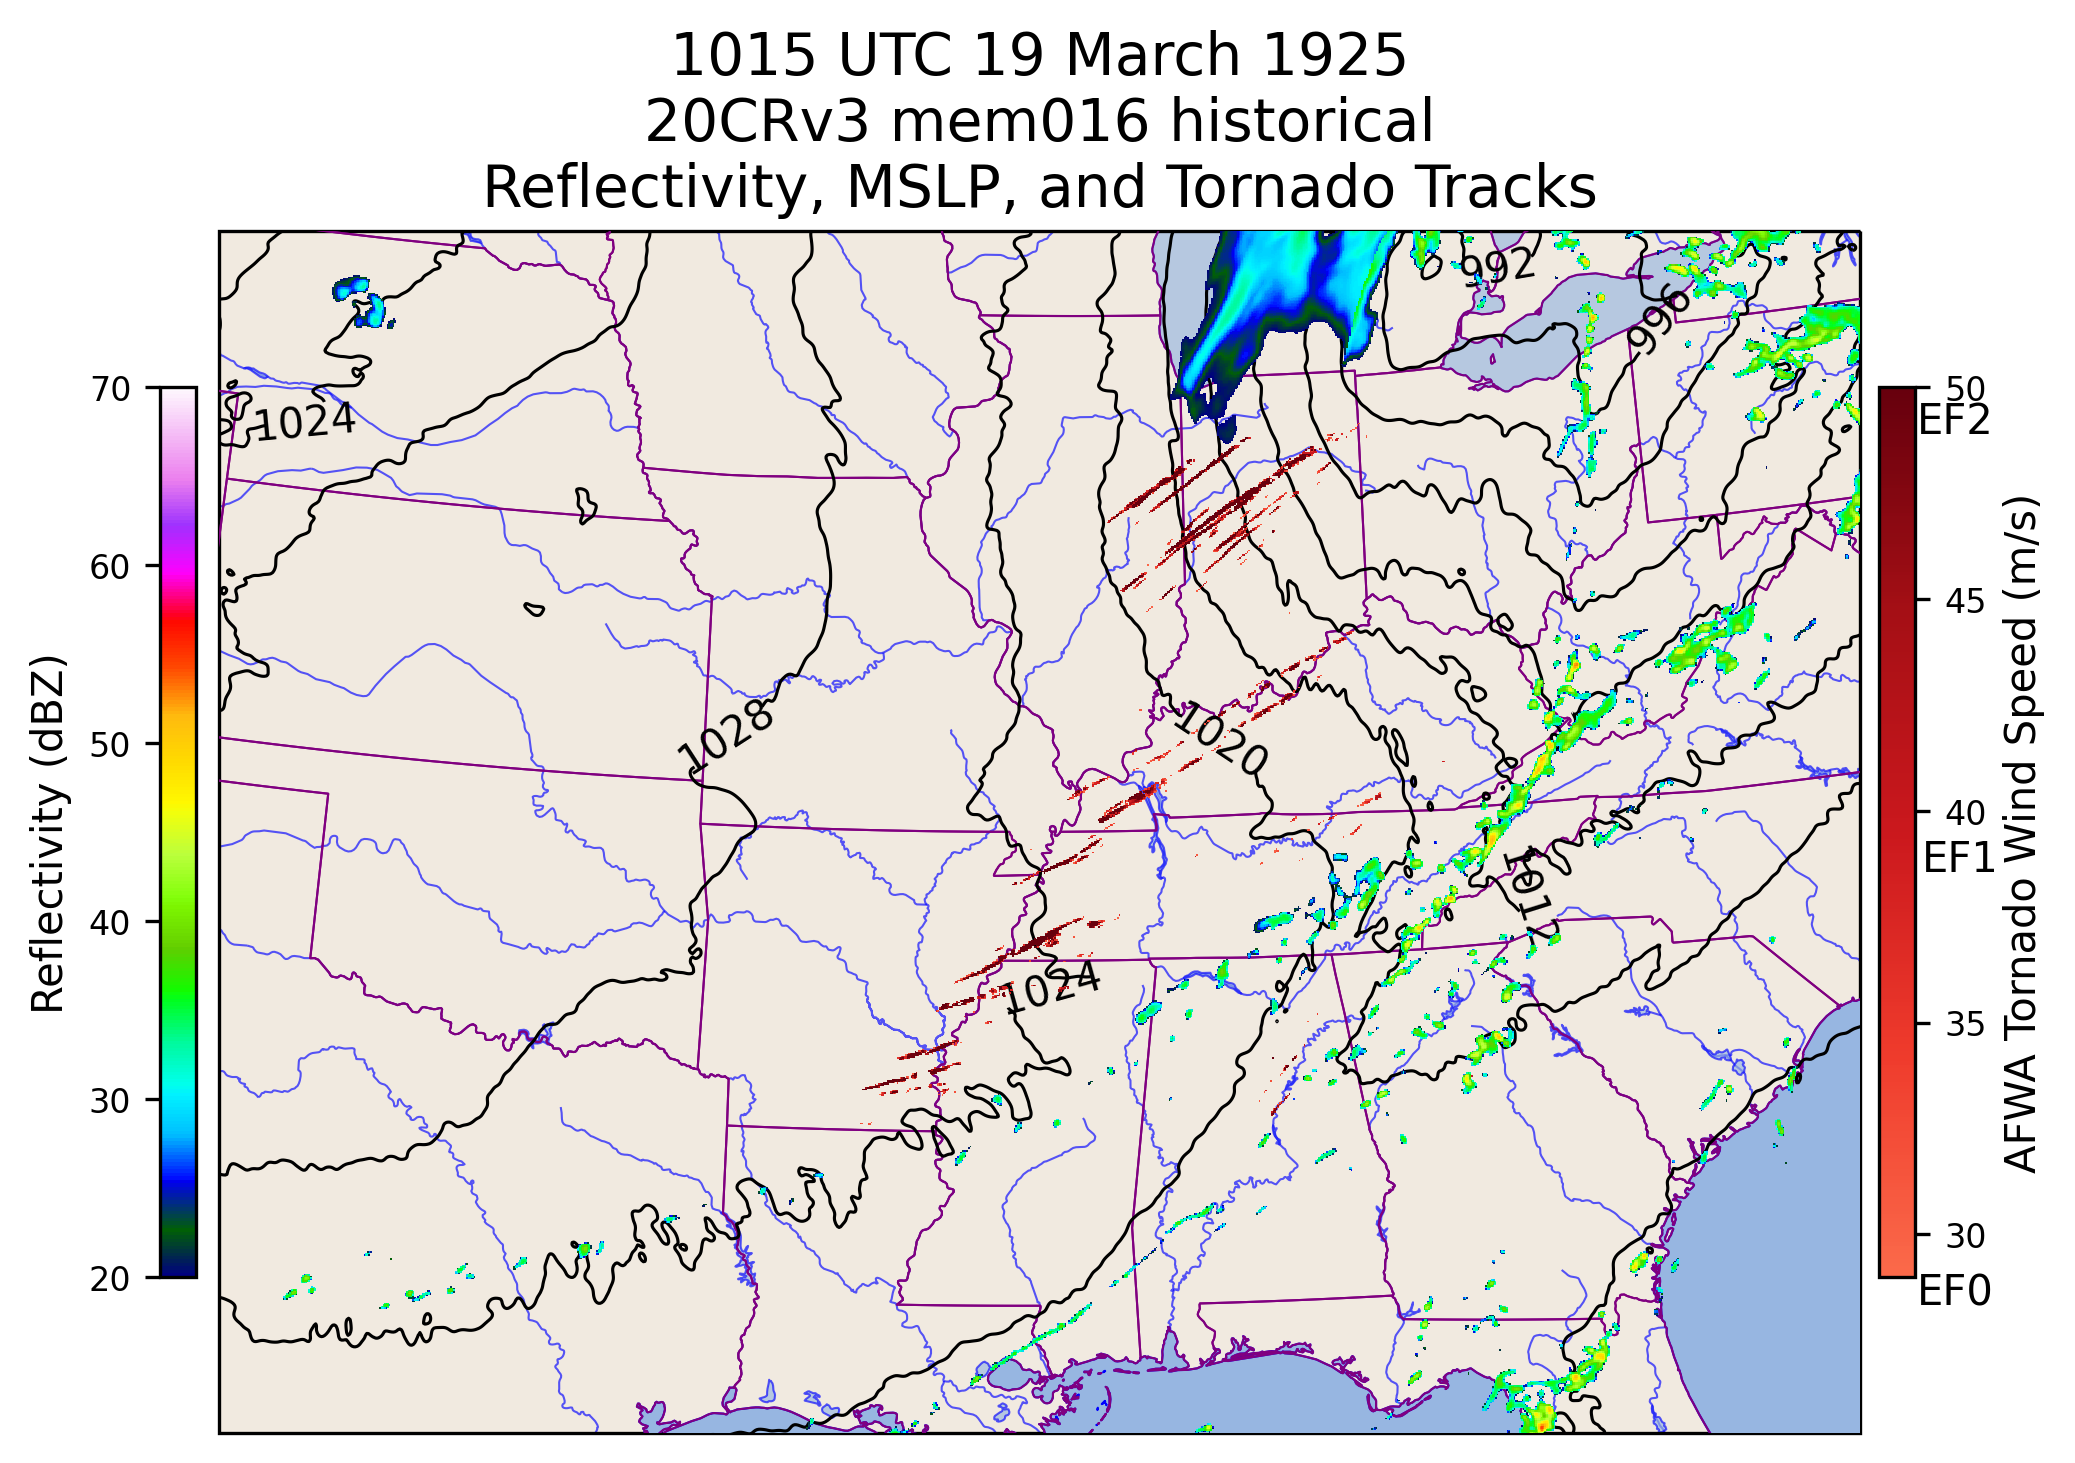 1015 UTC 19 March 1925
20CRv3 mem016 historical
Reflectivity, MSLP, and Tornado Tracks
992
996
1024
1028
1020
1017
1024
Reflectivity (dBZ)
70
60
50
40
30
20
50
EF2
45
40
EF1
35
30
EF0
AFWA Tornado Wind Speed (m/s)